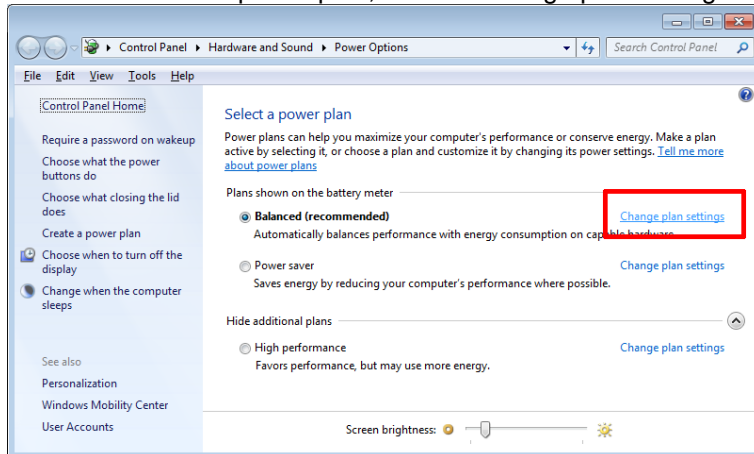 Control Panel Hardware and Sound Power Options Search Control Panel
File Edit View Tools Help
Control Panel Home
Require a password on wakeup
Choose what the power
buttons do
Choose what closing the lid
does
Create a power plan
Choose when to turn off the
display
Change when the computer
sleeps
See also
Personalization
Windows Mobility Center
User Accounts
Select a power plan
Power plans can help you maximize your computer's performance or conserve energy. Make a plan
active by selecting it, or choose a plan and customize it by changing its power settings. Tell me more
about power plans
Plans shown on the battery meter
Balanced (recommended) Change plan settings
Automatically balances performance with energy consumption on capable hardware.
Power saver Change plan settings
Saves energy by reducing your computer's performance where possible.
Hide additional plans
High performance Change plan settings
Favors performance, but may use more energy.
Screen brightness: